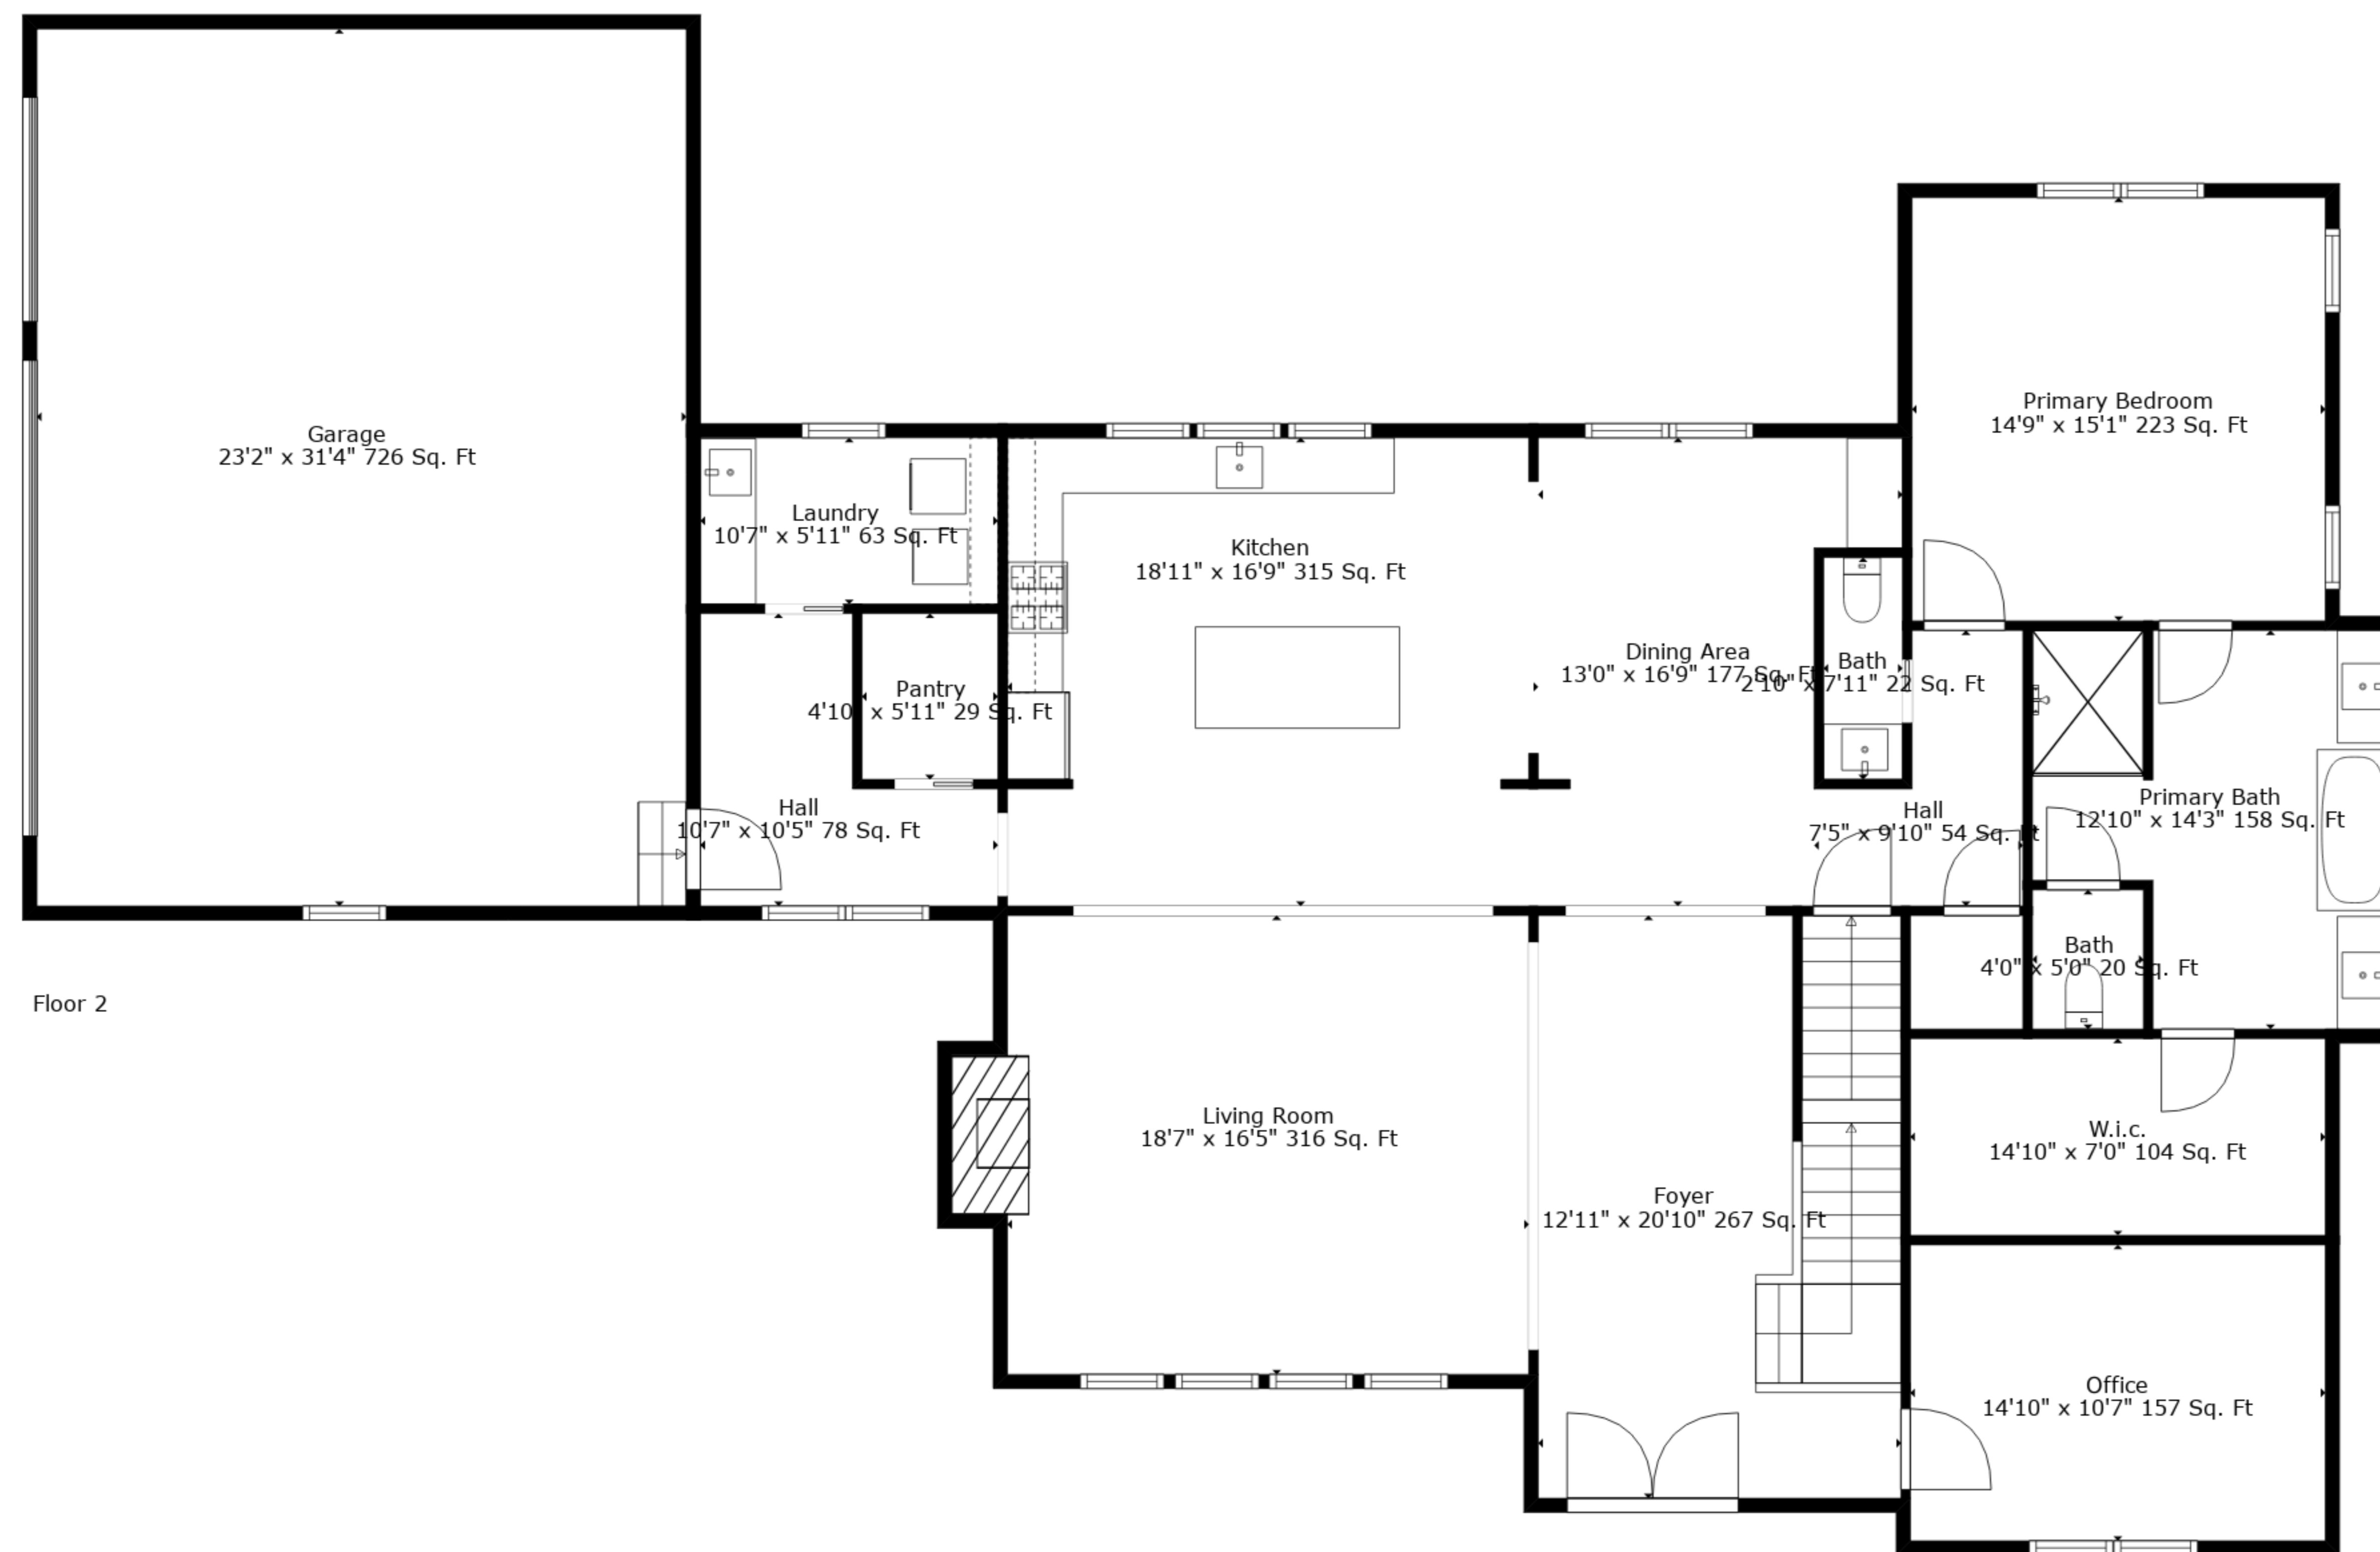 Primary Bedroom
14'9" x 15'1" 223 Sq. Ft
Garage
23'2" x 31'4" 726 Sq. Ft
Laundry
10'7" x 5'11" 63 Sq. Ft
Kitchen
18'11" x 16'9" 315 Sq. Ft
Dining Area
13'0" x 16'9" 177 Sq. Ft
Bath
2'10" x 7'11" 22 Sq. Ft
Pantry
4'10" x 5'11" 29 Sq. Ft
Hall
10'7" x 10'5" 78 Sq. Ft
Hall
7'5" x 9'10" 54 Sq. Ft
Primary Bath
12'10" x 14'3" 158 Sq. Ft
Bath
4'0" x 5'0" 20 Sq. Ft
Floor 2
Living Room
18'7" x 16'5" 316 Sq. Ft
W.i.c.
14'10" x 7'0" 104 Sq. Ft
Foyer
12'11" x 20'10" 267 Sq. Ft
Office
14'10" x 10'7" 157 Sq. Ft